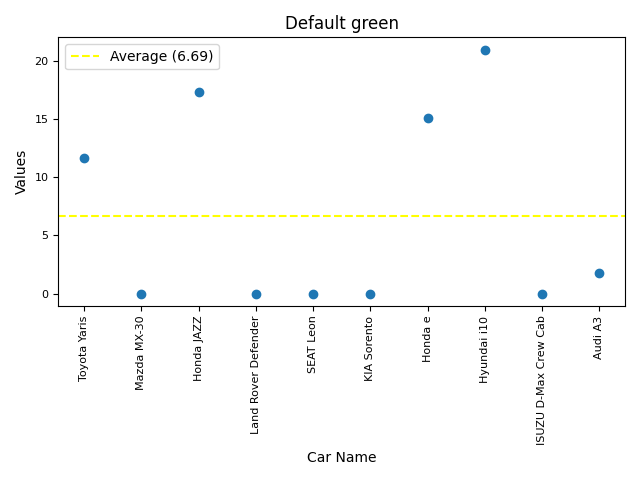 Default green
Average (6.69)
Values
20
15
10
5
0
Toyota Yaris
Mazda MX-30
Honda JAZZ
Land Rover Defender
SEAT Leon
KIA Sorento
Honda e
Hyundai i10
ISUZU D-Max Crew Cab
Audi A3
Car Name